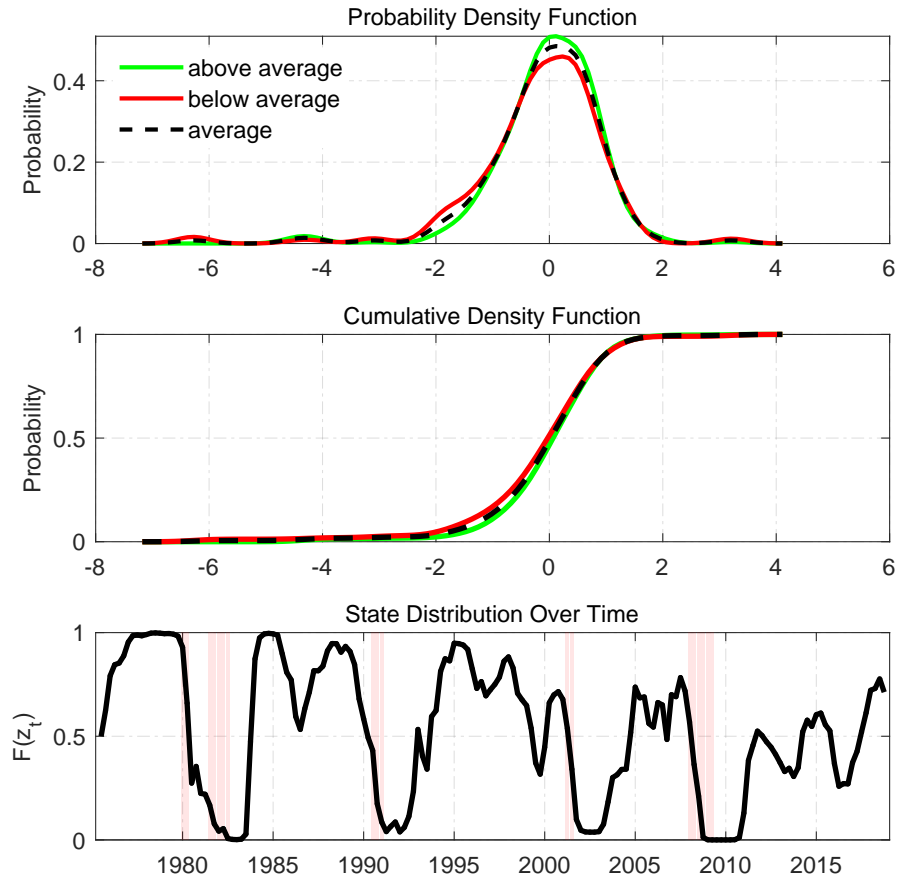 Probability Density Function
Probability
0.4
0.2
0
above average
below average
average
-8 -6 -4 -2 0 2 4 6
Cumulative Density Function
Probability
1
0.5
0
-8 -6 -4 -2 0 2 4 6
State Distribution Over Time
F(z_t)
1
0.5
0
1980 1985 1990 1995 2000 2005 2010 2015